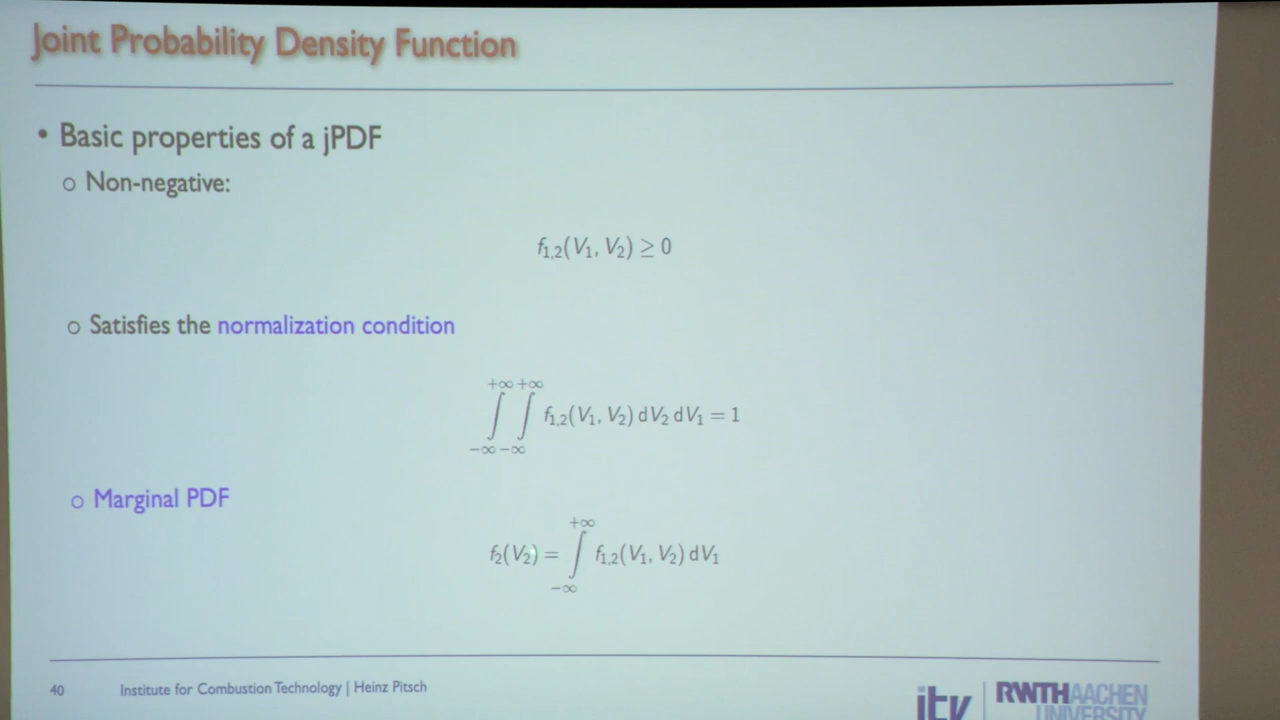 Joint Probability Density Function
• Basic properties of a jPDF
o Non-negative:
f1,2(V1, V2) ≥ 0
o Satisfies the normalization condition
+∞ +∞
∫ ∫ f1,2(V1, V2) dV2 dV1 = 1
−∞ −∞
o Marginal PDF
+∞
f2(V2) = ∫ f1,2(V1, V2) dV1
−∞
40 Institute for Combustion Technology | Heinz Pitsch
itv RWTHAACHEN
UNIVERSITY